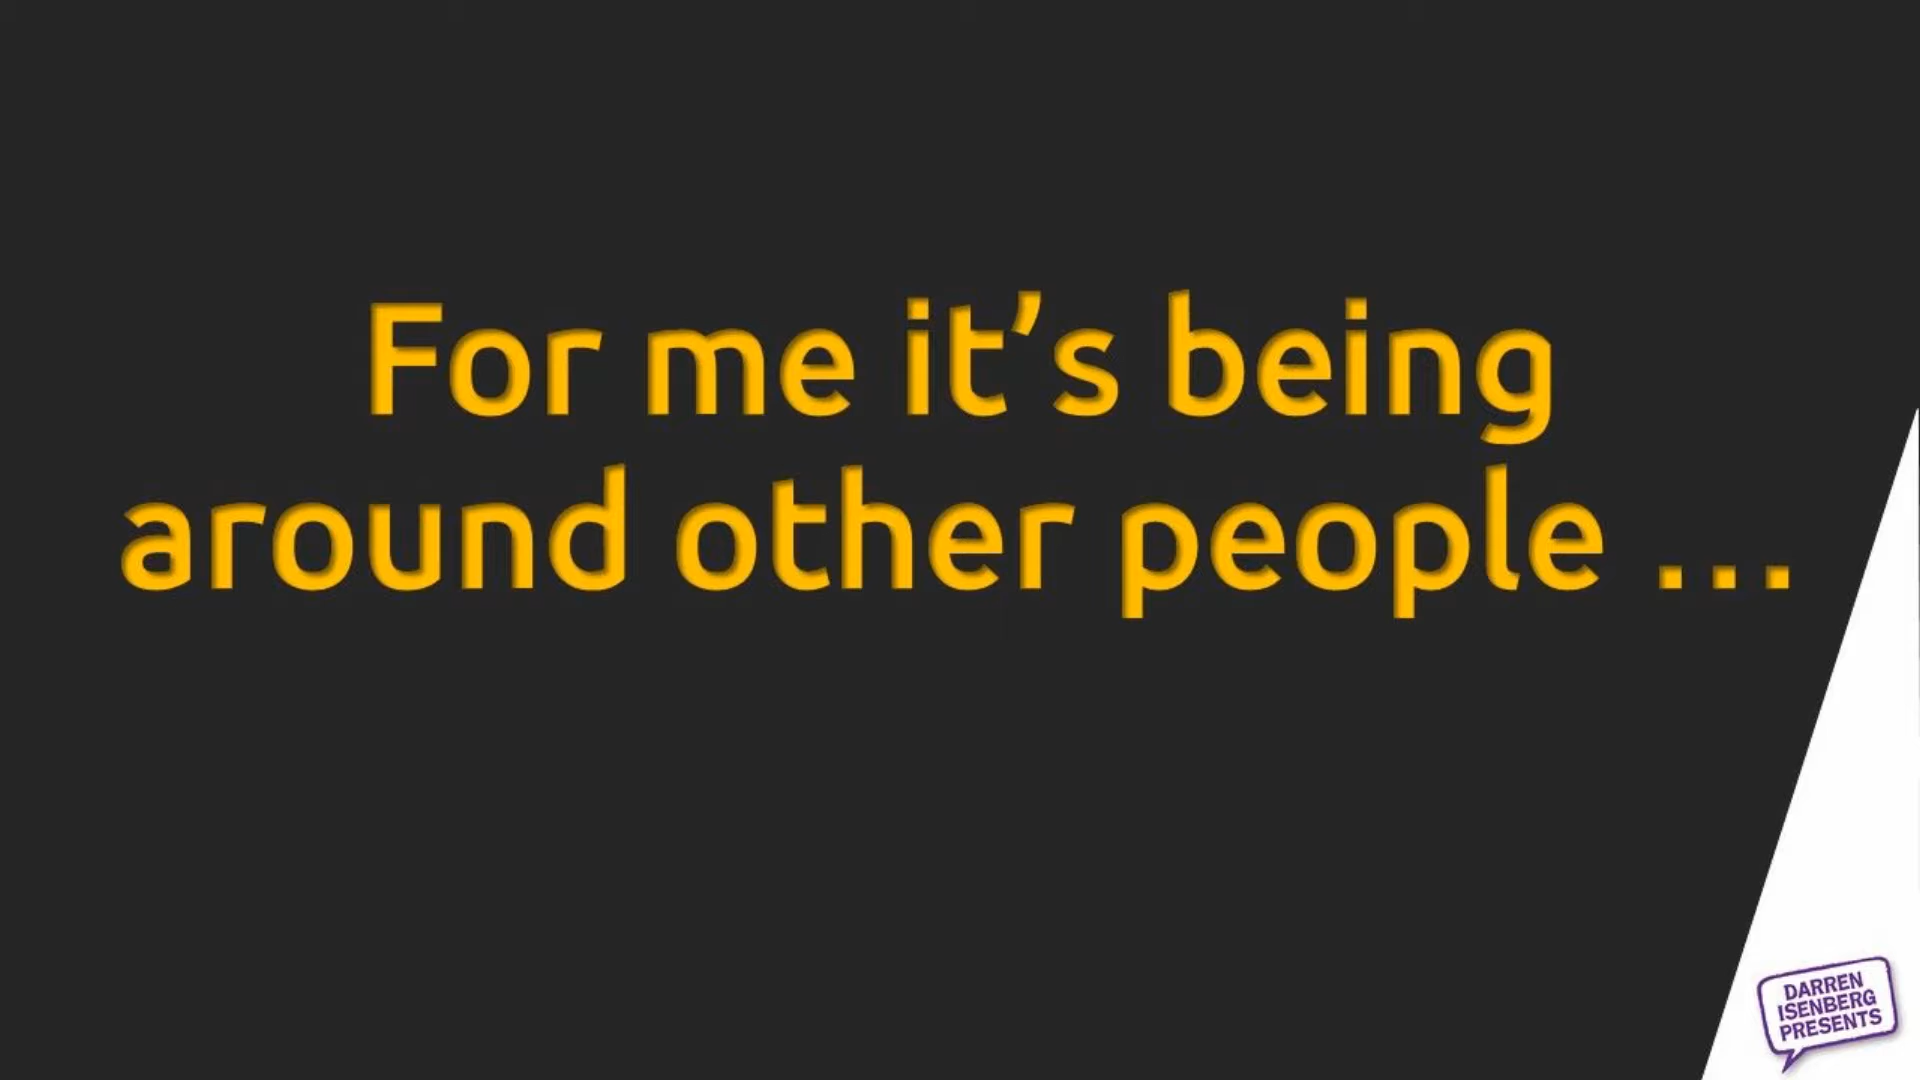 For me it’s being
around other people ...
DARREN
ISENBERG
PRESENTS